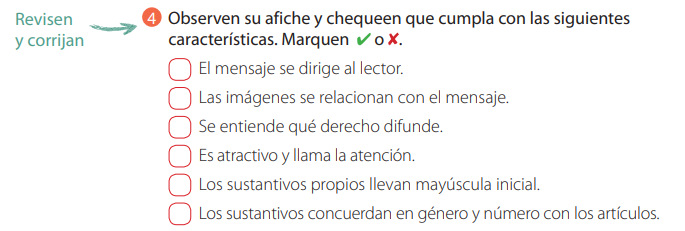 Revisen
y corrijan
4 Observen su afiche y chequeen que cumpla con las siguientes
características. Marquen ✔ o ✘.
El mensaje se dirige al lector.
Las imágenes se relacionan con el mensaje.
Se entiende qué derecho difunde.
Es atractivo y llama la atención.
Los sustantivos propios llevan mayúscula inicial.
Los sustantivos concuerdan en género y número con los artículos.